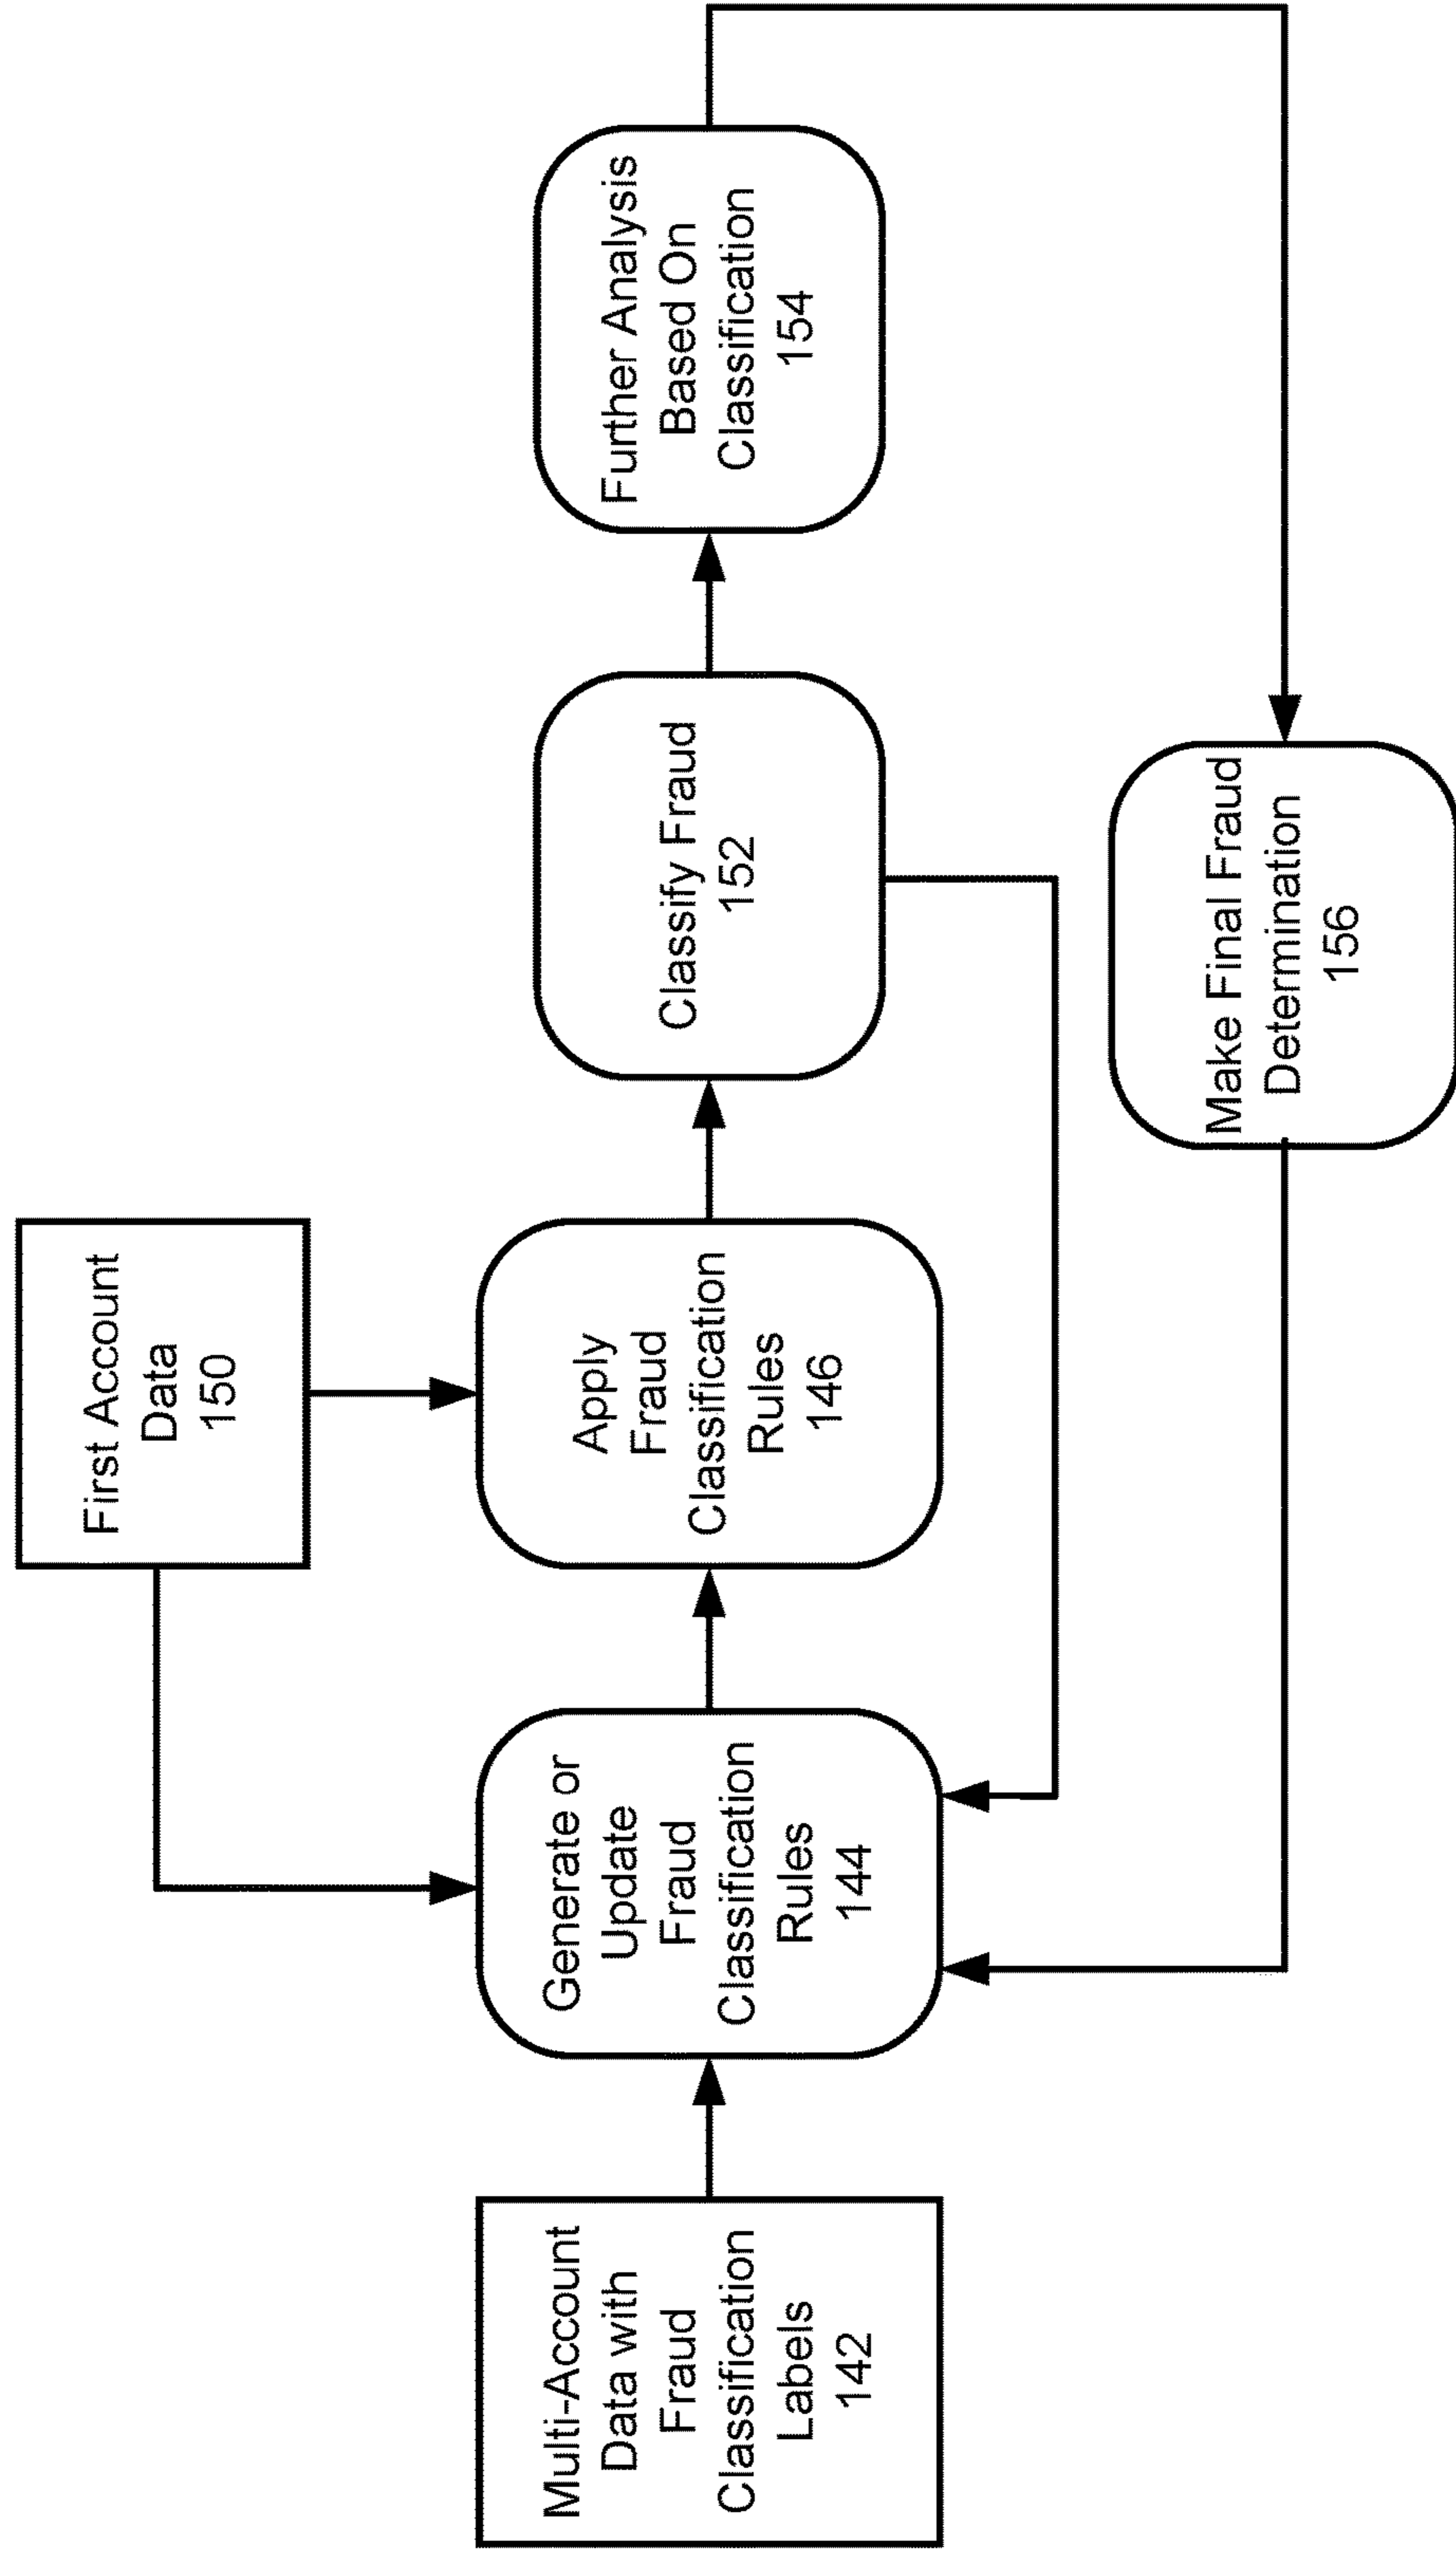 First Account
Data
150
Multi-Account
Data with
Fraud
Classification
Labels
142
Generate or
Update
Fraud
Classification
Rules
144
Apply
Fraud
Classification
Rules
146
Classify Fraud
152
Further Analysis
Based On
Classification
154
Make Final Fraud
Determination
156